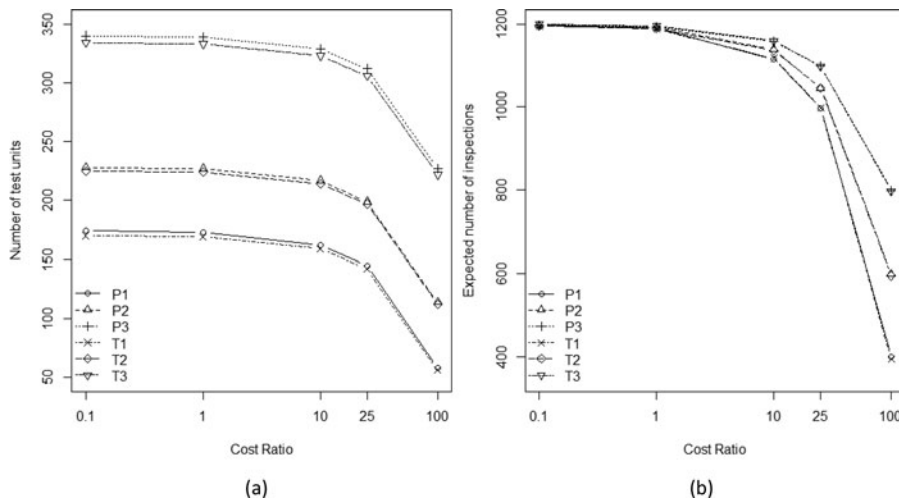 350
300
250
200
150
100
50
Number of test units
P1
P2
P3
T1
T2
T3
0.1 1 10 25 100
Cost Ratio
(a)
1200
1000
800
600
400
Expected number of inspections
P1
P2
P3
T1
T2
T3
0.1 1 10 25 100
Cost Ratio
(b)